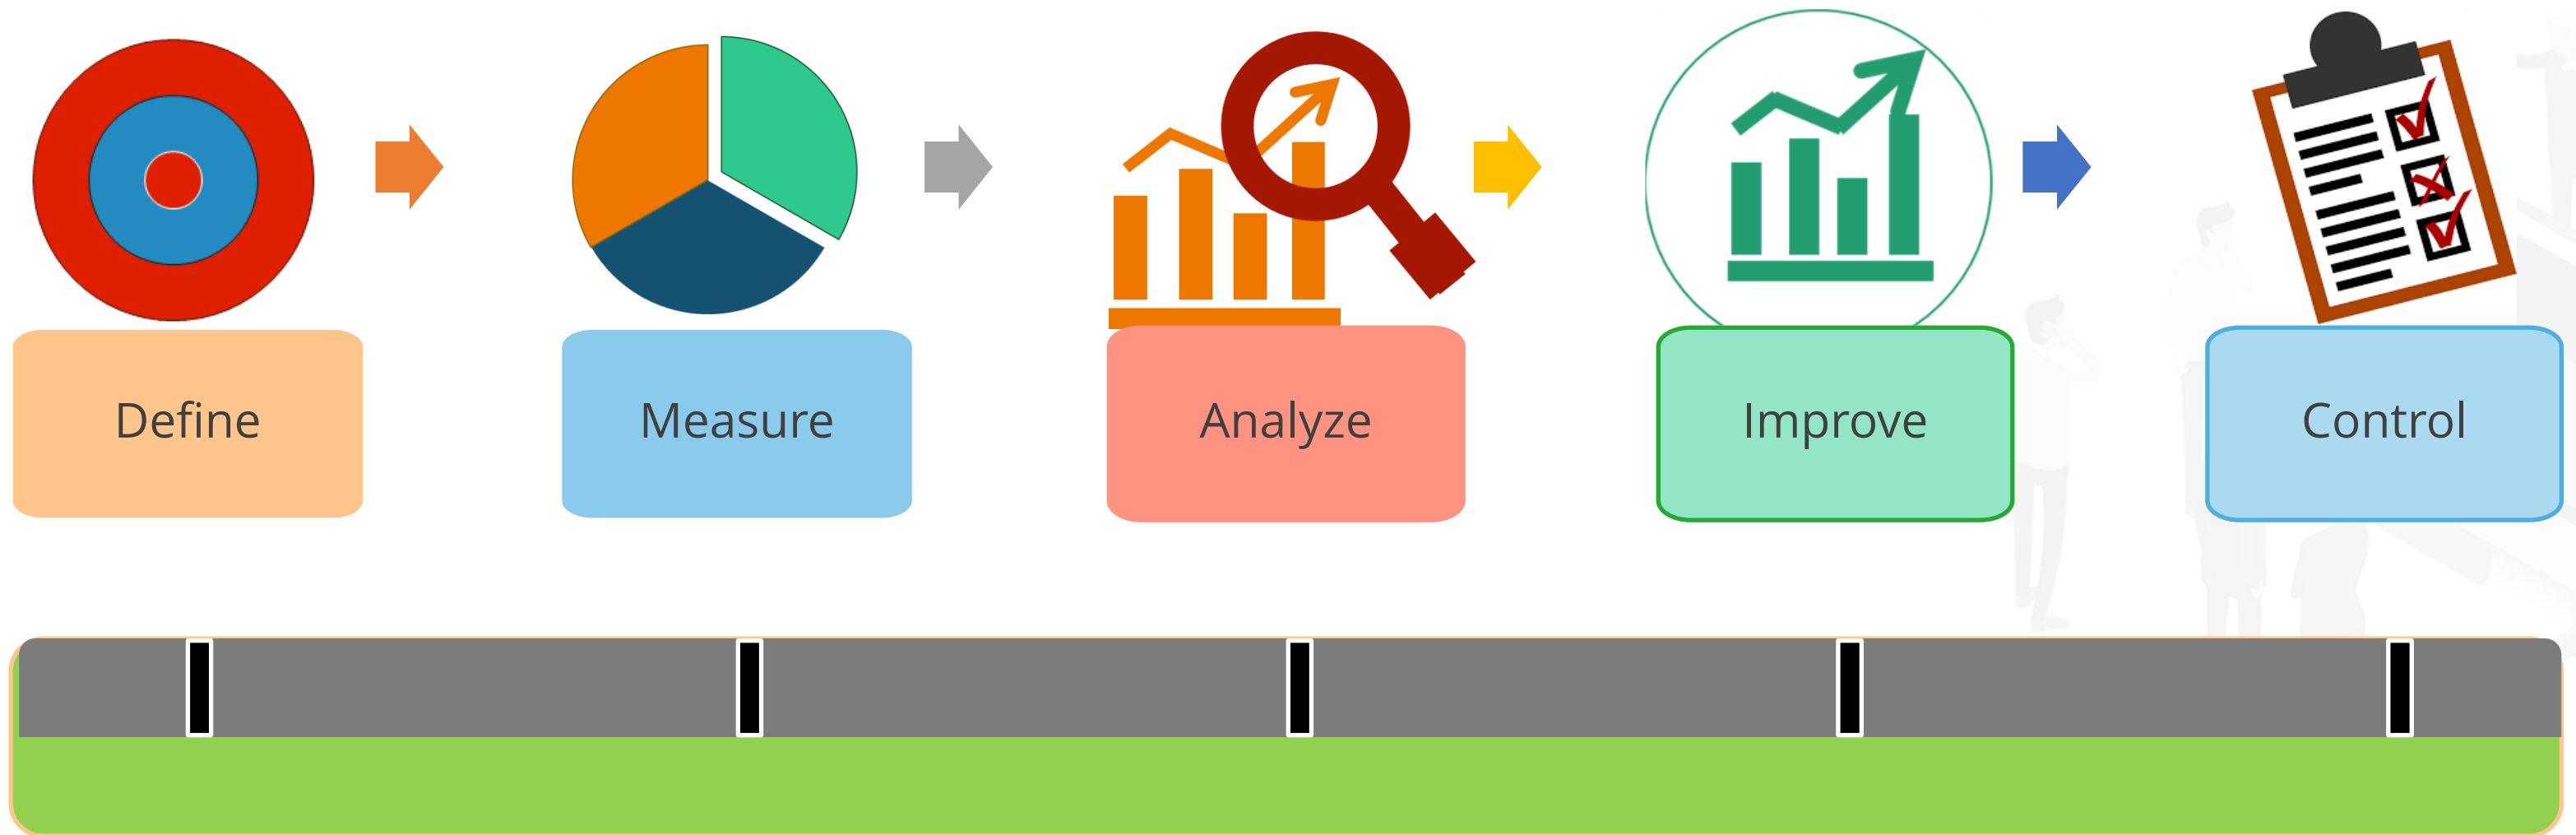 Define
Measure
Analyze
Improve
Control